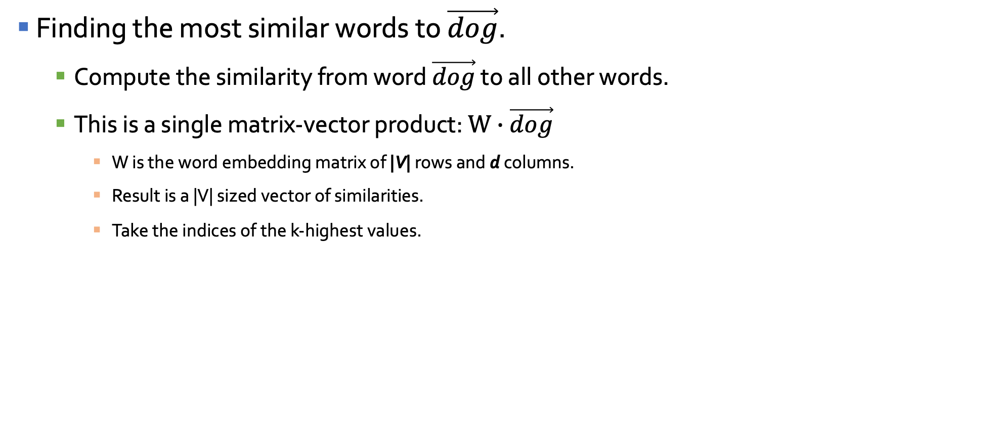 Finding the most similar words to $\overrightarrow{dog}$.
Compute the similarity from word $\overrightarrow{dog}$ to all other words.
This is a single matrix-vector product: W · $\overrightarrow{dog}$
W is the word embedding matrix of |V| rows and d columns.
Result is a |V| sized vector of similarities.
Take the indices of the k-highest values.